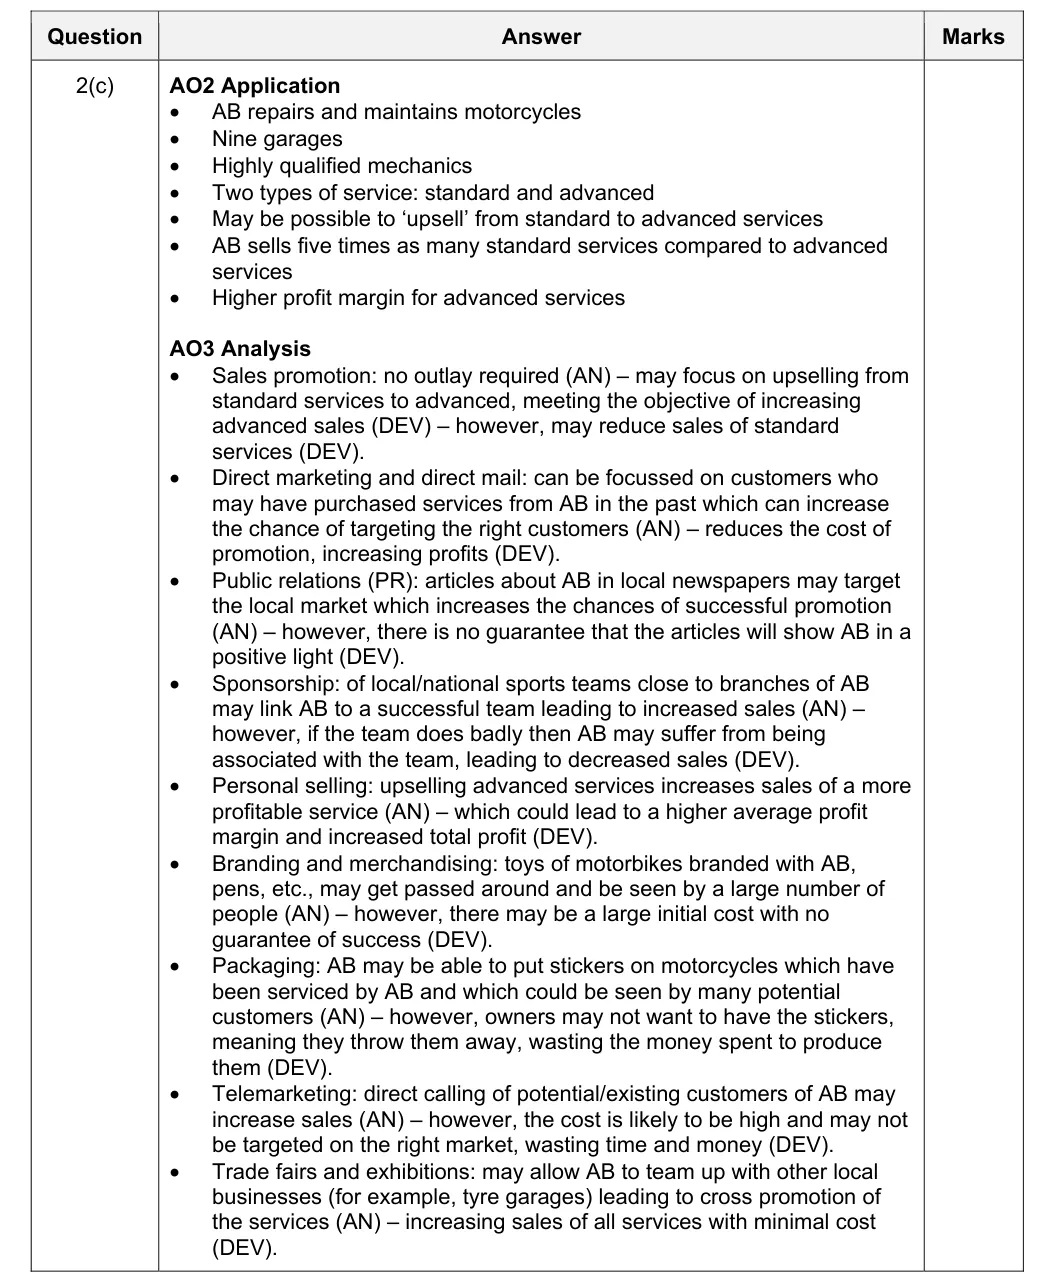 Question Answer Marks
2(c) AO2 Application
• AB repairs and maintains motorcycles
• Nine garages
• Highly qualified mechanics
• Two types of service: standard and advanced
• May be possible to ‘upsell’ from standard to advanced services
• AB sells five times as many standard services compared to advanced
services
• Higher profit margin for advanced services
AO3 Analysis
• Sales promotion: no outlay required (AN) – may focus on upselling from
standard services to advanced, meeting the objective of increasing
advanced sales (DEV) – however, may reduce sales of standard
services (DEV).
• Direct marketing and direct mail: can be focussed on customers who
may have purchased services from AB in the past which can increase
the chance of targeting the right customers (AN) – reduces the cost of
promotion, increasing profits (DEV).
• Public relations (PR): articles about AB in local newspapers may target
the local market which increases the chances of successful promotion
(AN) – however, there is no guarantee that the articles will show AB in a
positive light (DEV).
• Sponsorship: of local/national sports teams close to branches of AB
may link AB to a successful team leading to increased sales (AN) –
however, if the team does badly then AB may suffer from being
associated with the team, leading to decreased sales (DEV).
• Personal selling: upselling advanced services increases sales of a more
profitable service (AN) – which could lead to a higher average profit
margin and increased total profit (DEV).
• Branding and merchandising: toys of motorbikes branded with AB,
pens, etc., may get passed around and be seen by a large number of
people (AN) – however, there may be a large initial cost with no
guarantee of success (DEV).
• Packaging: AB may be able to put stickers on motorcycles which have
been serviced by AB and which could be seen by many potential
customers (AN) – however, owners may not want to have the stickers,
meaning they throw them away, wasting the money spent to produce
them (DEV).
• Telemarketing: direct calling of potential/existing customers of AB may
increase sales (AN) – however, the cost is likely to be high and may not
be targeted on the right market, wasting time and money (DEV).
• Trade fairs and exhibitions: may allow AB to team up with other local
businesses (for example, tyre garages) leading to cross promotion of
the services (AN) – increasing sales of all services with minimal cost
(DEV).